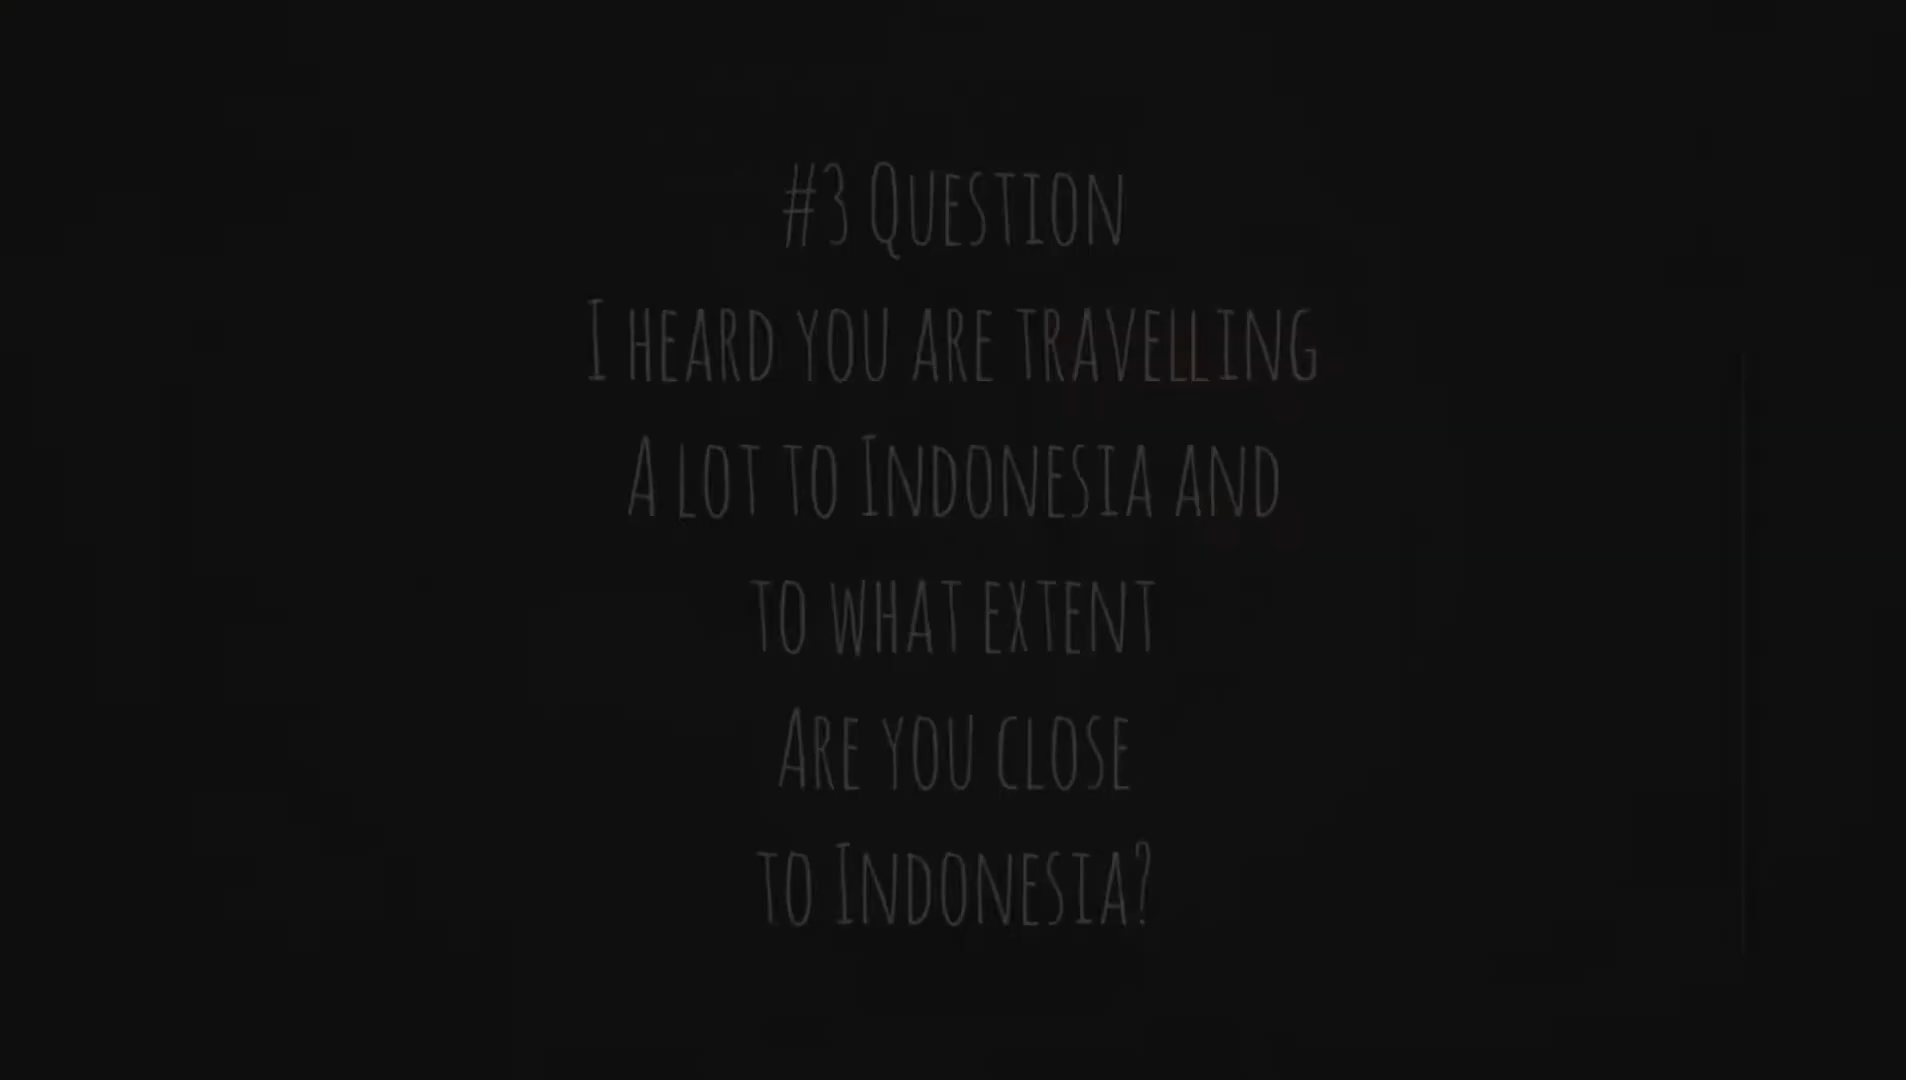 #3 Question
I heard you are travelling
A lot to Indonesia and
to what extent
Are you close
to Indonesia?